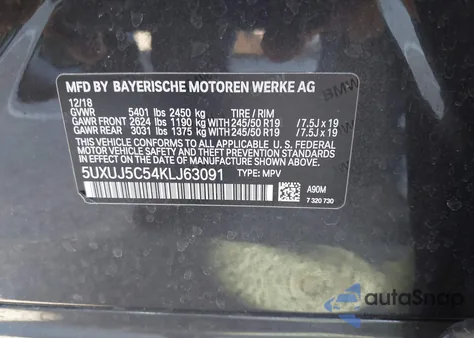 MFD BY BAYERISCHE MOTOREN WERKE AG
12/18
GVWR 5401 lbs 2450 kg TIRE / RIM
GAWR FRONT 2624 lbs 1190 kg WITH 245/50 R19 /7.5J x 19
GAWR REAR 3031 lbs 1375 kg WITH 245/50 R19 /7.5J x 19
THIS VEHICLE CONFORMS TO ALL APPLICABLE U.S. FEDERAL
MOTOR VEHICLE SAFETY STANDARDS IN EFFECT ON THE DATE
OF MANUFACTURE SHOWN ABOVE.
5UXUJ5C54KLJ63091 TYPE: MPV
A90M
7 320 730
BMW
autoSnap